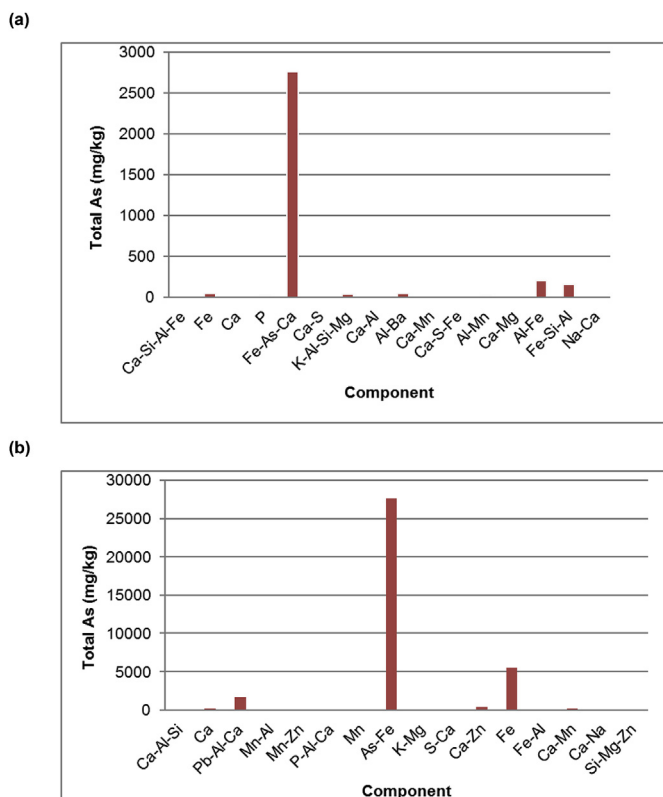 (a)
3000
2500
2000
1500
1000
500
0
Total As (mg/kg)
Ca-Si-Al-Fe
Fe
Ca
P
Fe-As-Ca
Ca-S
K-Al-Si-Mg
Ca-Al
Al-Ba
Ca-Mn
Ca-S-Fe
Al-Mn
Ca-Mg
Al-Fe
Fe-Si-Al
Na-Ca
Component
(b)
30000
25000
20000
15000
10000
5000
0
Total As (mg/kg)
Ca-Al-Si
Ca
Pb-Al-Ca
Mn-Al
Mn-Zn
P-Al-Ca
Mn
As-Fe
K-Mg
S-Ca
Ca-Zn
Fe
Fe-Al
Ca-Mn
Ca-Na
Si-Mg-Zn
Component